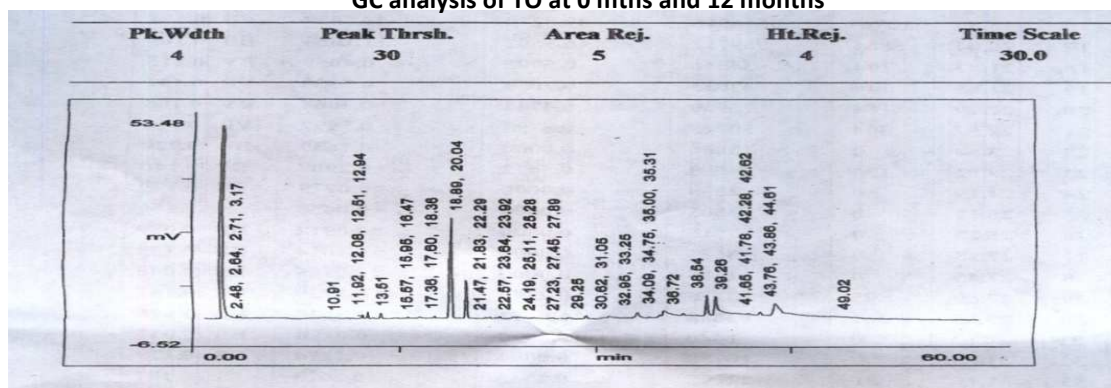 GC analysis of TO at 0 mths and 12 months
Pk.Wdth Peak Thrsh. Area Rej. Ht.Rej. Time Scale
4 30 5 4 30.0
53.48
mV
-6.52
2.48, 2.64, 2.71, 3.17
10.91
11.92, 12.06, 12.51, 12.94
13.51
15.57, 15.86, 16.47
17.36, 17.60, 18.36
18.89, 20.04
21.47, 21.83, 22.29
22.57, 23.64, 23.92
24.19, 25.11, 25.28
27.23, 27.45, 27.89
29.25
30.62, 31.05
32.95, 33.25
34.09, 34.75, 35.00, 35.31
36.72
38.54
39.26
41.66, 41.78, 42.28, 42.62
43.76, 43.86, 44.61
49.02
0.00 min 60.00